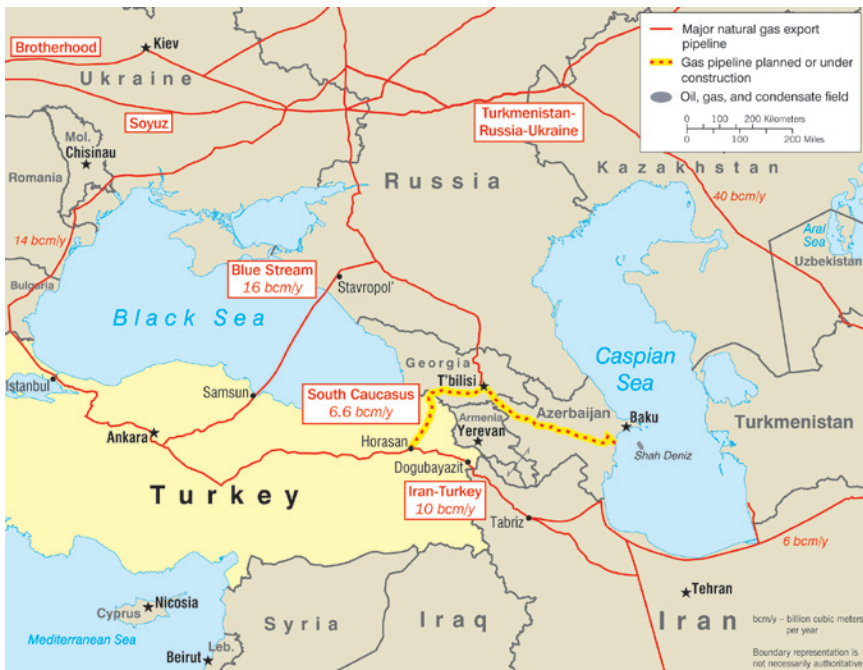 Brotherhood
Kiev
Ukraine
Soyuz
Turkmenistan-
Russia-Ukraine
Major natural gas export
pipeline
Gas pipeline planned or under
construction
Oil, gas, and condensate field
0 100 200 Kilometers
0 100 200 Miles
Mol.
Chisinau
Romania
Russia
Kazakhstan
40 bcm/y
Aral
Sea
Uzbekistan
14 bcm/y
Bulgaria
Blue Stream
16 bcm/y
Stavropol'
Black Sea
Caspian
Sea
Georgia
T'bilisi
Istanbul
Samsun
South Caucasus
6.6 bcm/y
Armenia
Yerevan
Azerbaijan
Baku
Shah Deniz
Turkmenistan
Ankara
Horasan
Dogubayazit
Turkey
Iran-Turkey
10 bcm/y
Tabriz
6 bcm/y
Tehran
Iran
Nicosia
Cyprus
Syria
Iraq
Mediterranean Sea
Leb.
Beirut
bcm/y – billion cubic meters
per year
Boundary representation is
not necessarily authoritative